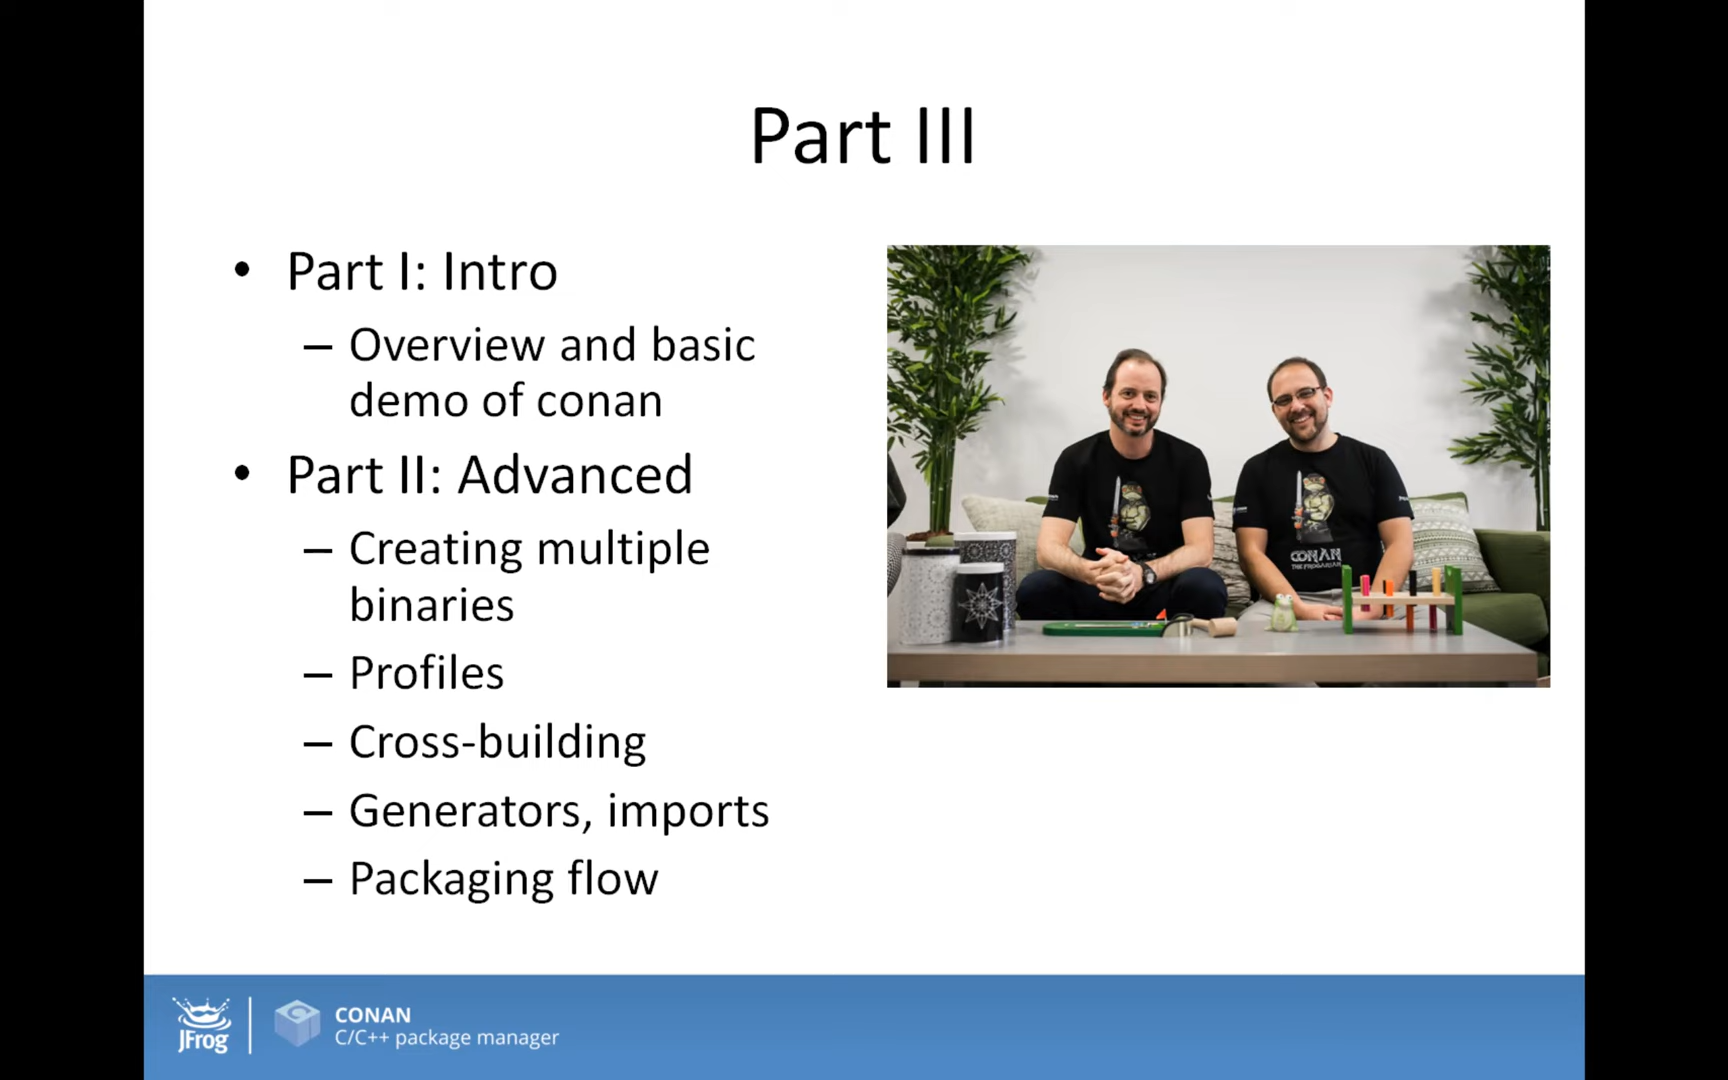 Part III
• Part I: Intro
– Overview and basic
demo of conan
• Part II: Advanced
– Creating multiple
binaries
– Profiles
– Cross-building
– Generators, imports
– Packaging flow
CONAN
THE FROGARIAN
JFrog
CONAN
C/C++ package manager